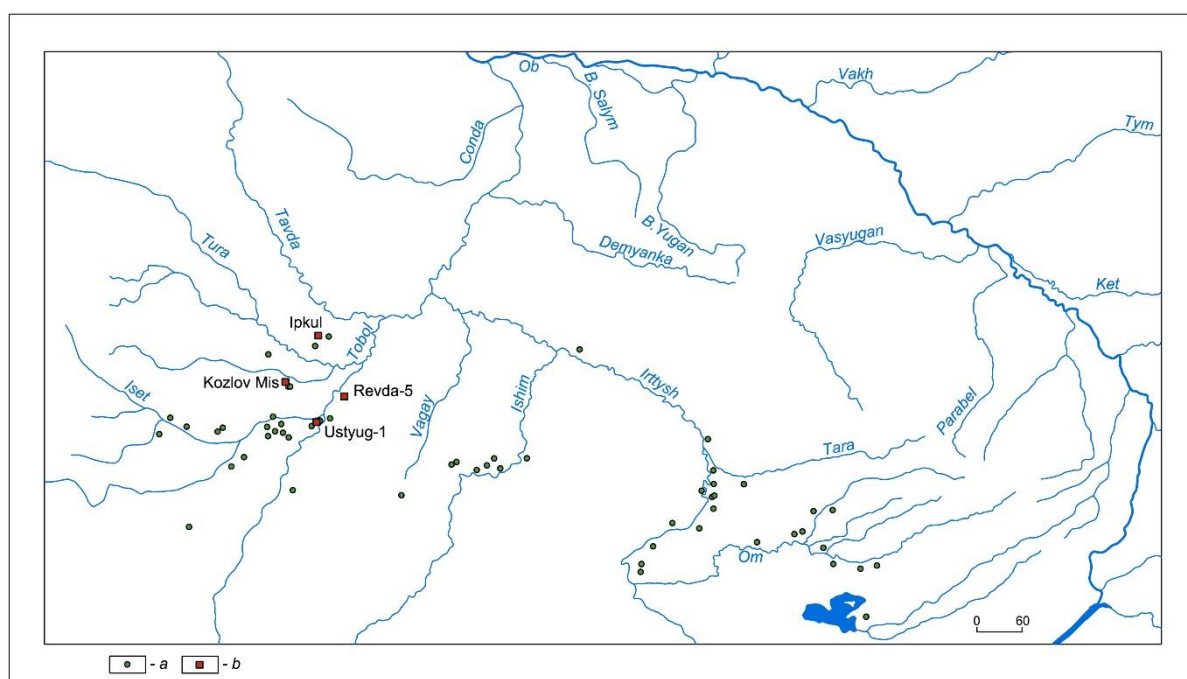 Ob
B. Salym
Vakh
Tym
Conda
Tavda
Tura
B.Yugan
Demyanka
Vasyugan
Ket
Ipkul
Tobol
Kozlov Mis
Revda-5
Iset
Ustyug-1
Vagay
Ishim
Irttysh
Parabel
Tara
Om
0 60
- a - b